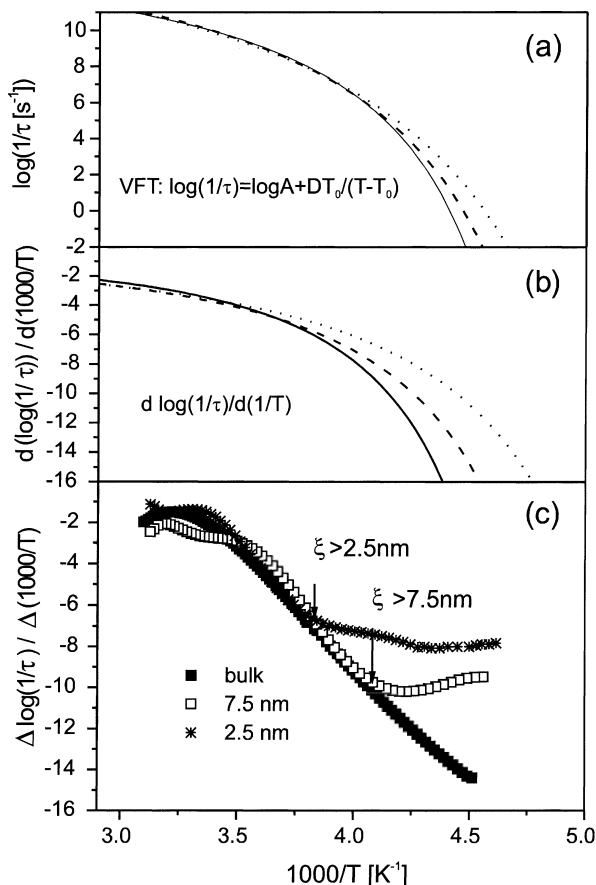 (a)
10
8
6
4
2
0
-2
log(1/τ [s⁻¹])
VFT: log(1/τ)=logA+DT₀/(T-T₀)
(b)
-2
-4
-6
-8
-10
-12
-14
-16
d(log(1/τ)) / d(1000/T)
d log(1/τ)/d(1/T)
(c)
-2
-4
-6
-8
-10
-12
-14
-16
Δlog(1/τ) / Δ(1000/T)
ξ >2.5nm
ξ >7.5nm
bulk
7.5 nm
2.5 nm
3.0 3.5 4.0 4.5 5.0
1000/T [K⁻¹]